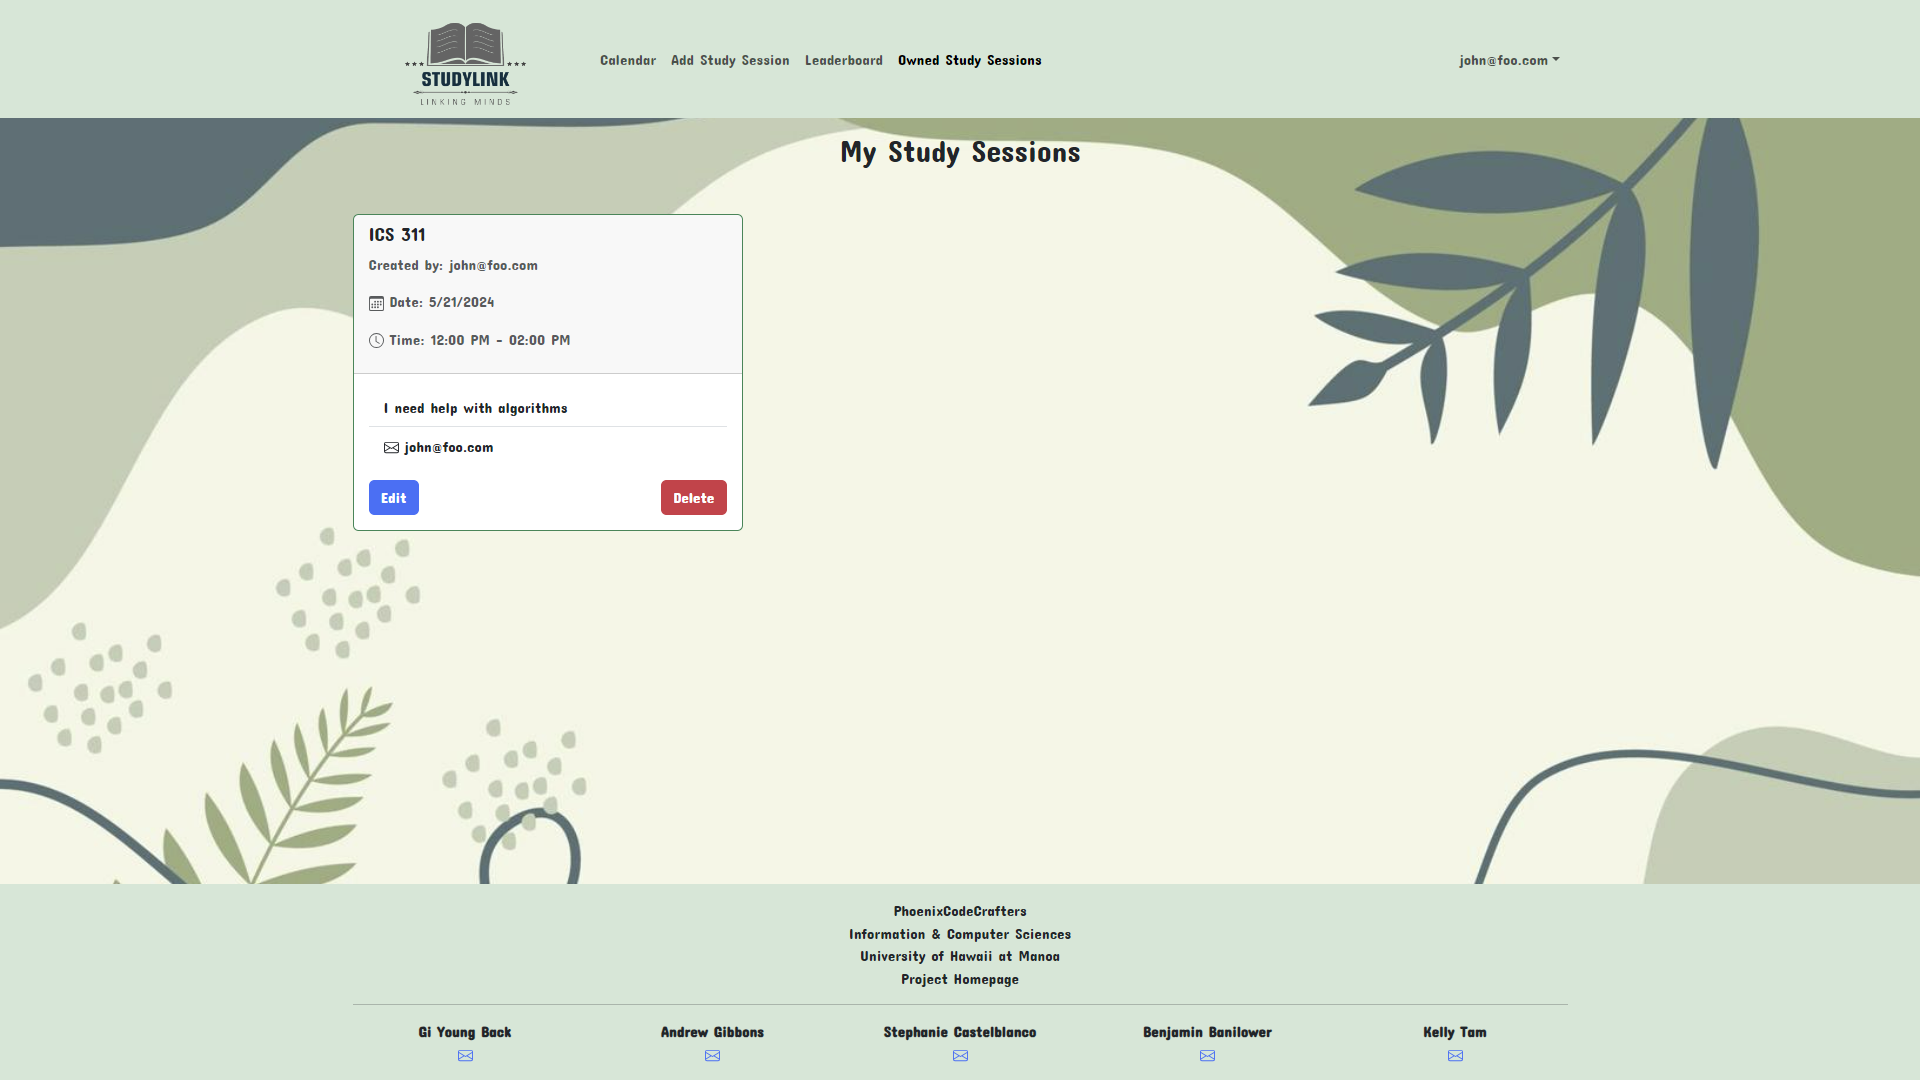 STUDYLINK
LINKING MINDS
Calendar Add Study Session Leaderboard Owned Study Sessions john@foo.com
My Study Sessions
ICS 311
Created by: john@foo.com
Date: 5/21/2024
Time: 12:00 PM - 02:00 PM
I need help with algorithms
john@foo.com
Edit Delete
PhoenixCodeCrafters
Information & Computer Sciences
University of Hawaii at Manoa
Project Homepage
Gi Young Back Andrew Gibbons Stephanie Castelblanco Benjamin Banilower Kelly Tam